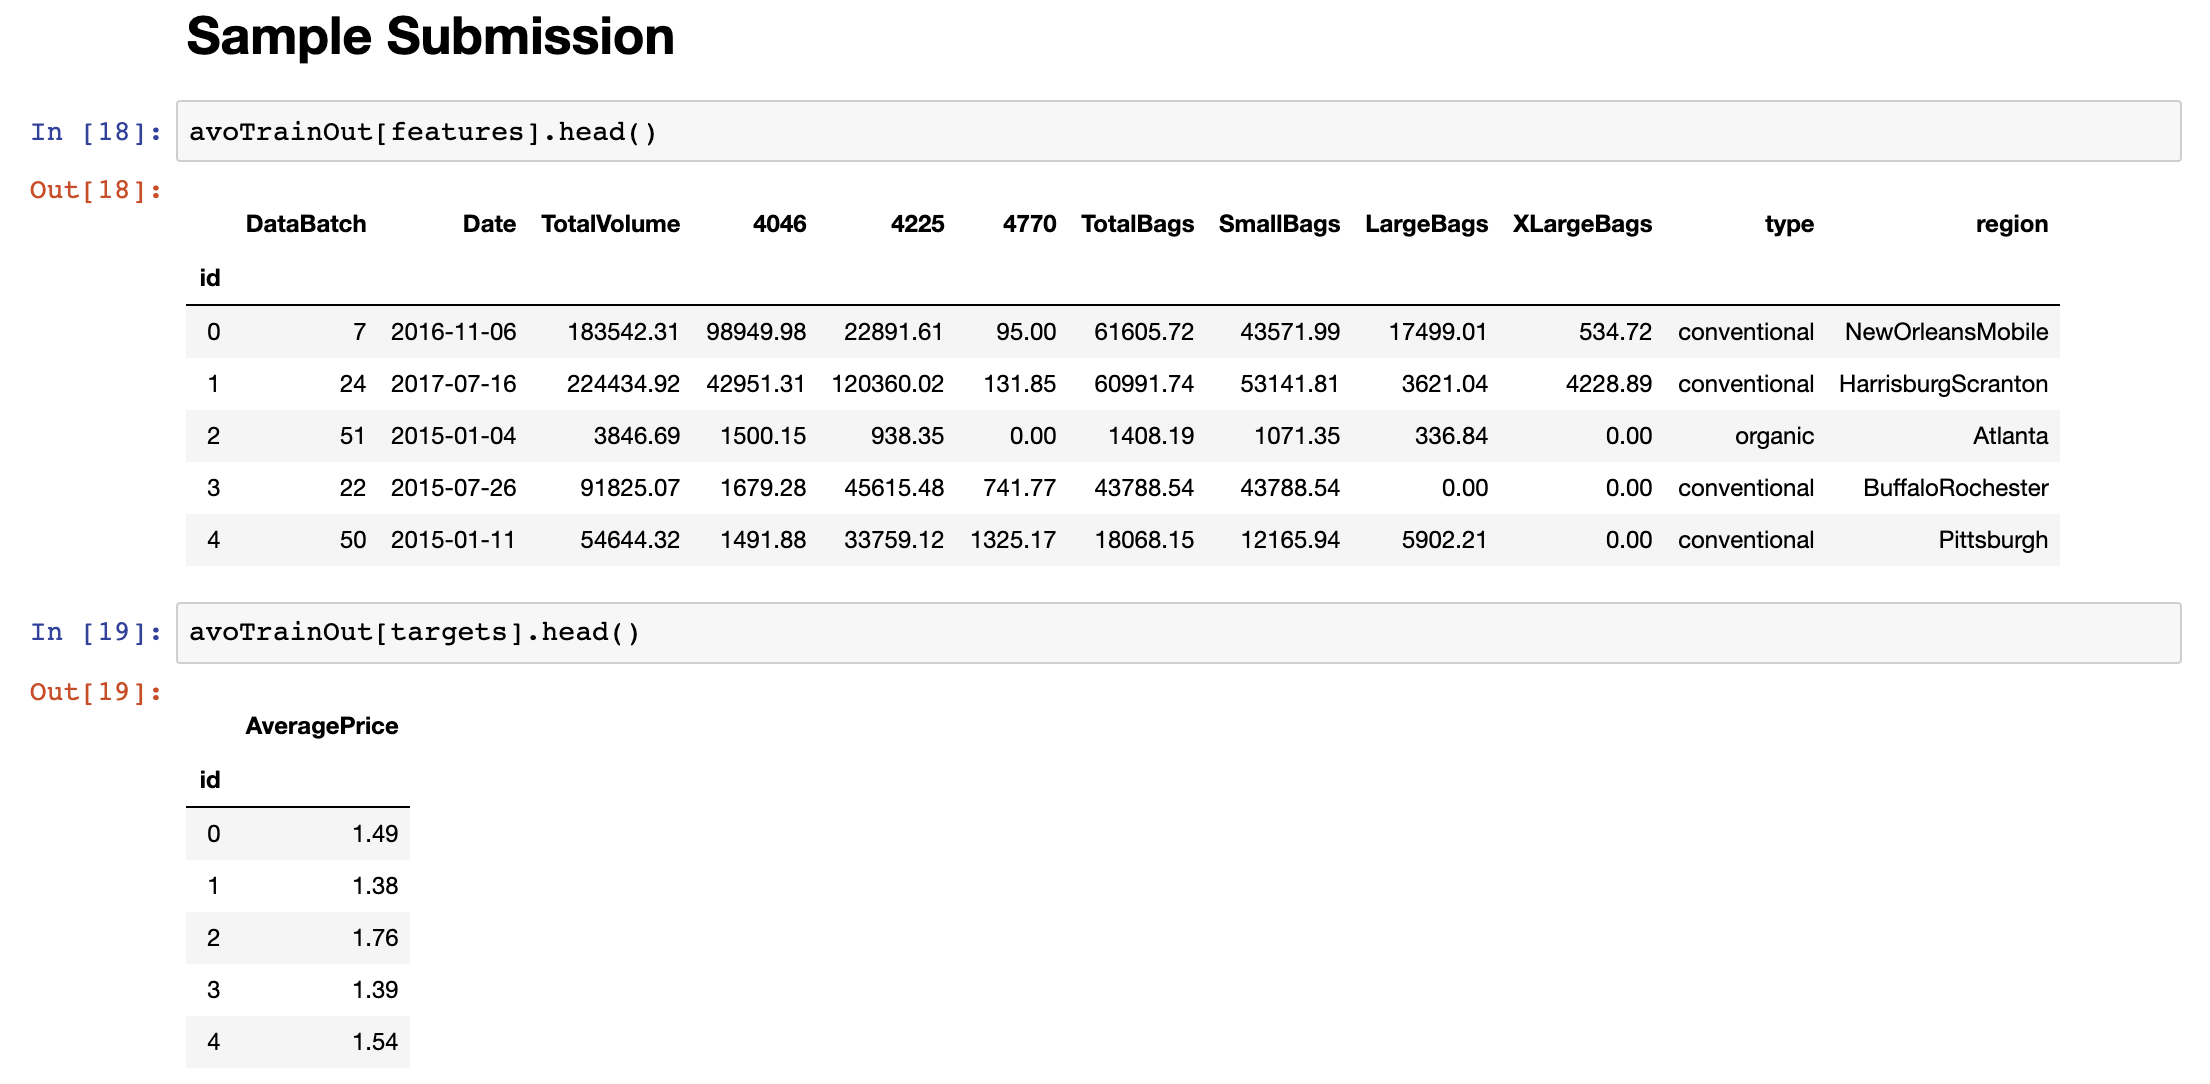 Sample Submission
In [18]: avoTrainOut[features].head()
Out[18]:
DataBatch Date TotalVolume 4046 4225 4770 TotalBags SmallBags LargeBags XLargeBags type region
id
0 7 2016-11-06 183542.31 98949.98 22891.61 95.00 61605.72 43571.99 17499.01 534.72 conventional NewOrleansMobile
1 24 2017-07-16 224434.92 42951.31 120360.02 131.85 60991.74 53141.81 3621.04 4228.89 conventional HarrisburgScranton
2 51 2015-01-04 3846.69 1500.15 938.35 0.00 1408.19 1071.35 336.84 0.00 organic Atlanta
3 22 2015-07-26 91825.07 1679.28 45615.48 741.77 43788.54 43788.54 0.00 0.00 conventional BuffaloRochester
4 50 2015-01-11 54644.32 1491.88 33759.12 1325.17 18068.15 12165.94 5902.21 0.00 conventional Pittsburgh
In [19]: avoTrainOut[targets].head()
Out[19]:
AveragePrice
id
0 1.49
1 1.38
2 1.76
3 1.39
4 1.54